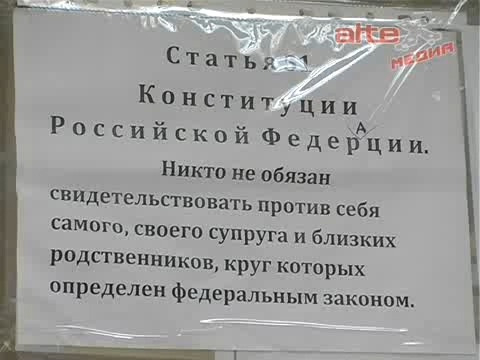 alte
медиа
Статья 51
Конституции
А
Российской Федерции.
Никто не обязан
свидетельствовать против себя
самого, своего супруга и близких
родственников, круг которых
определен федеральным законом.